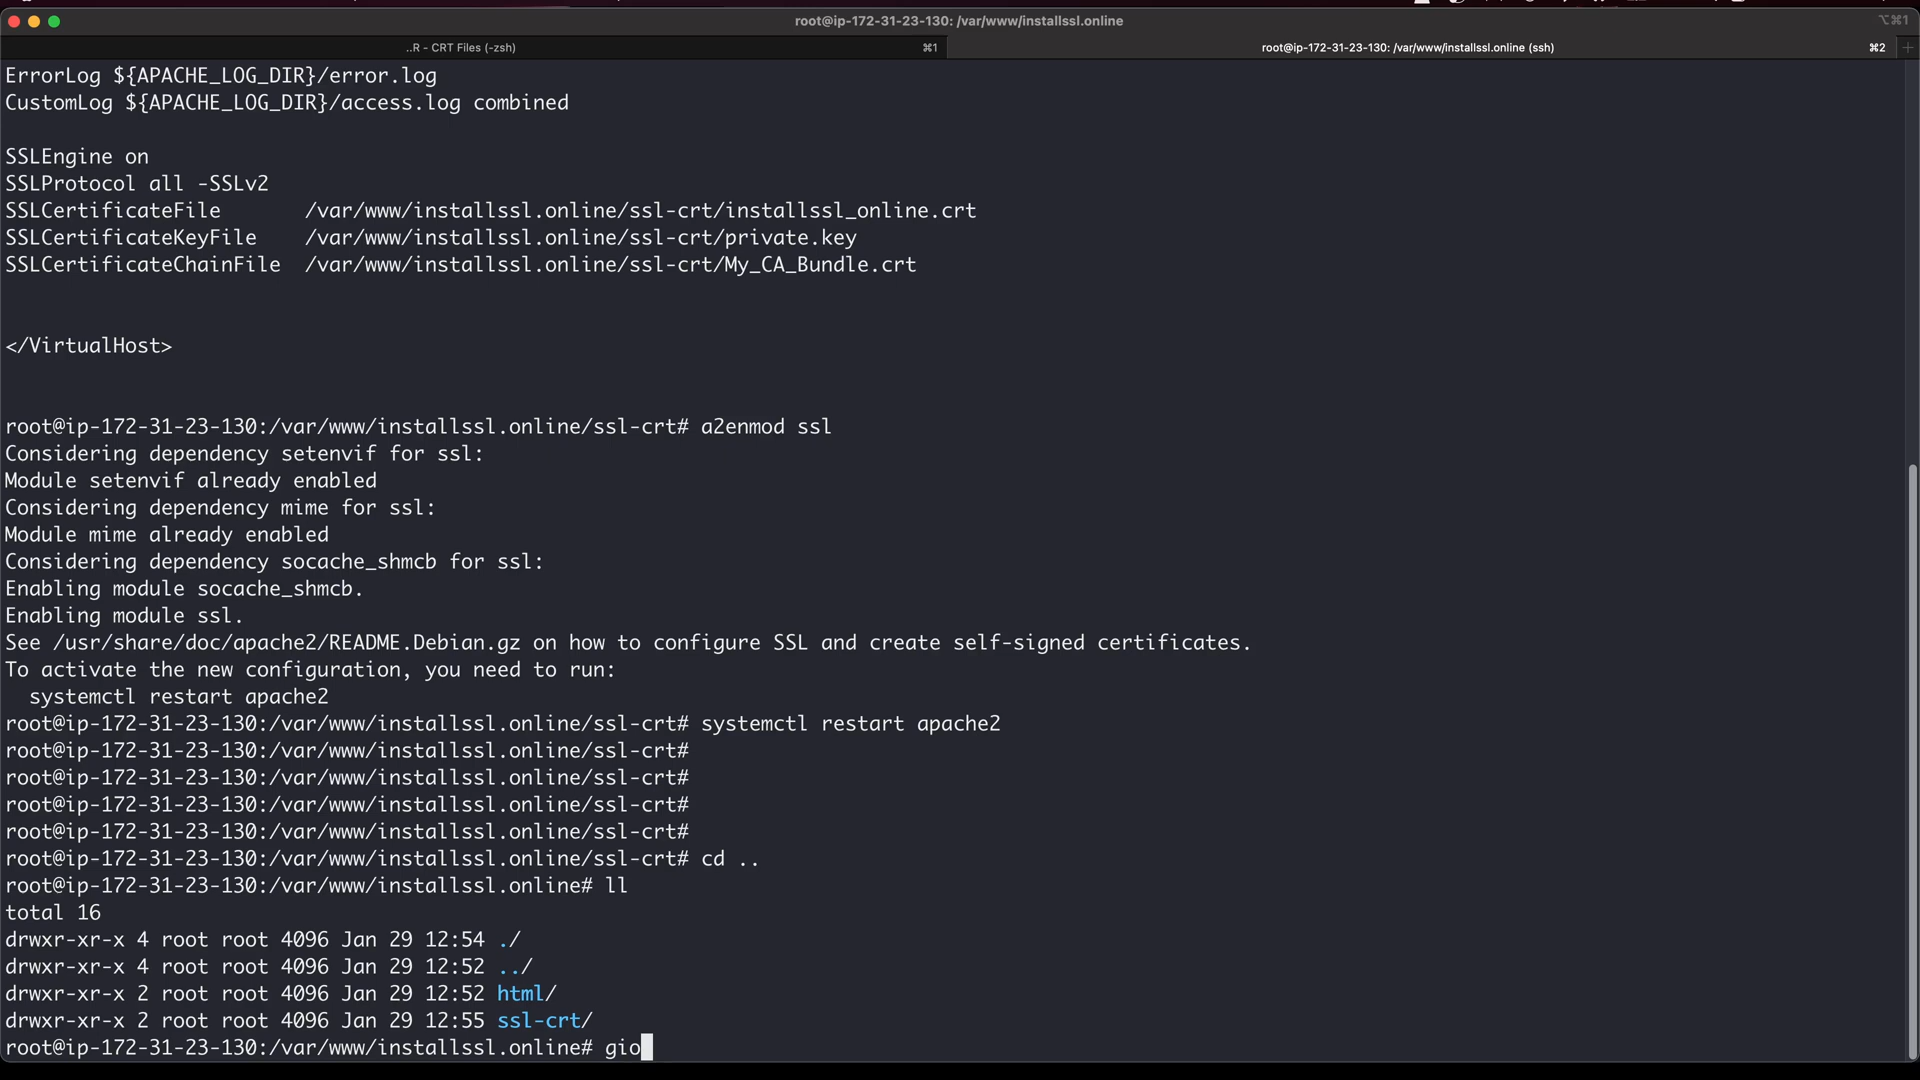 root@ip-172-31-23-130: /var/www/installssl.online
⌥⌘1
..R - CRT Files (-zsh)
⌘1
root@ip-172-31-23-130: /var/www/installssl.online (ssh)
⌘2
+
ErrorLog ${APACHE_LOG_DIR}/error.log
CustomLog ${APACHE_LOG_DIR}/access.log combined
SSLEngine on
SSLProtocol all -SSLv2
SSLCertificateFile       /var/www/installssl.online/ssl-crt/installssl_online.crt
SSLCertificateKeyFile    /var/www/installssl.online/ssl-crt/private.key
SSLCertificateChainFile  /var/www/installssl.online/ssl-crt/My_CA_Bundle.crt
</VirtualHost>
root@ip-172-31-23-130:/var/www/installssl.online/ssl-crt# a2enmod ssl
Considering dependency setenvif for ssl:
Module setenvif already enabled
Considering dependency mime for ssl:
Module mime already enabled
Considering dependency socache_shmcb for ssl:
Enabling module socache_shmcb.
Enabling module ssl.
See /usr/share/doc/apache2/README.Debian.gz on how to configure SSL and create self-signed certificates.
To activate the new configuration, you need to run:
  systemctl restart apache2
root@ip-172-31-23-130:/var/www/installssl.online/ssl-crt# systemctl restart apache2
root@ip-172-31-23-130:/var/www/installssl.online/ssl-crt#
root@ip-172-31-23-130:/var/www/installssl.online/ssl-crt#
root@ip-172-31-23-130:/var/www/installssl.online/ssl-crt#
root@ip-172-31-23-130:/var/www/installssl.online/ssl-crt#
root@ip-172-31-23-130:/var/www/installssl.online/ssl-crt# cd ..
root@ip-172-31-23-130:/var/www/installssl.online# ll
total 16
drwxr-xr-x 4 root root 4096 Jan 29 12:54 ./
drwxr-xr-x 4 root root 4096 Jan 29 12:52 ../
drwxr-xr-x 2 root root 4096 Jan 29 12:52 html/
drwxr-xr-x 2 root root 4096 Jan 29 12:55 ssl-crt/
root@ip-172-31-23-130:/var/www/installssl.online# gio